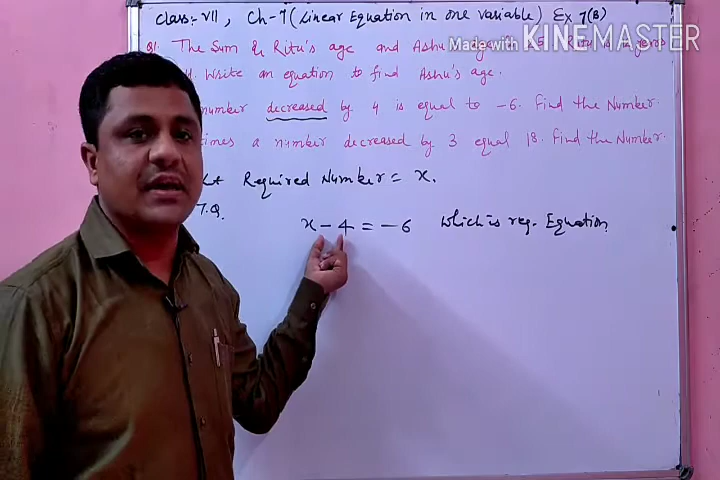 Class:- VII, Ch-7 (Linear Equation in one variable) Ex 7(B)
Made with KINEMASTER
Q1. The Sum of Ritu's age and Ashu's age is
Write an equation to find Ashu's age.
number decreased by 4 is equal to -6. Find the Number.
times a number decreased by 3 equal 18. Find the Number.
Required Number = x.
T.Q.
x - 4 = -6 Which is req. Equation